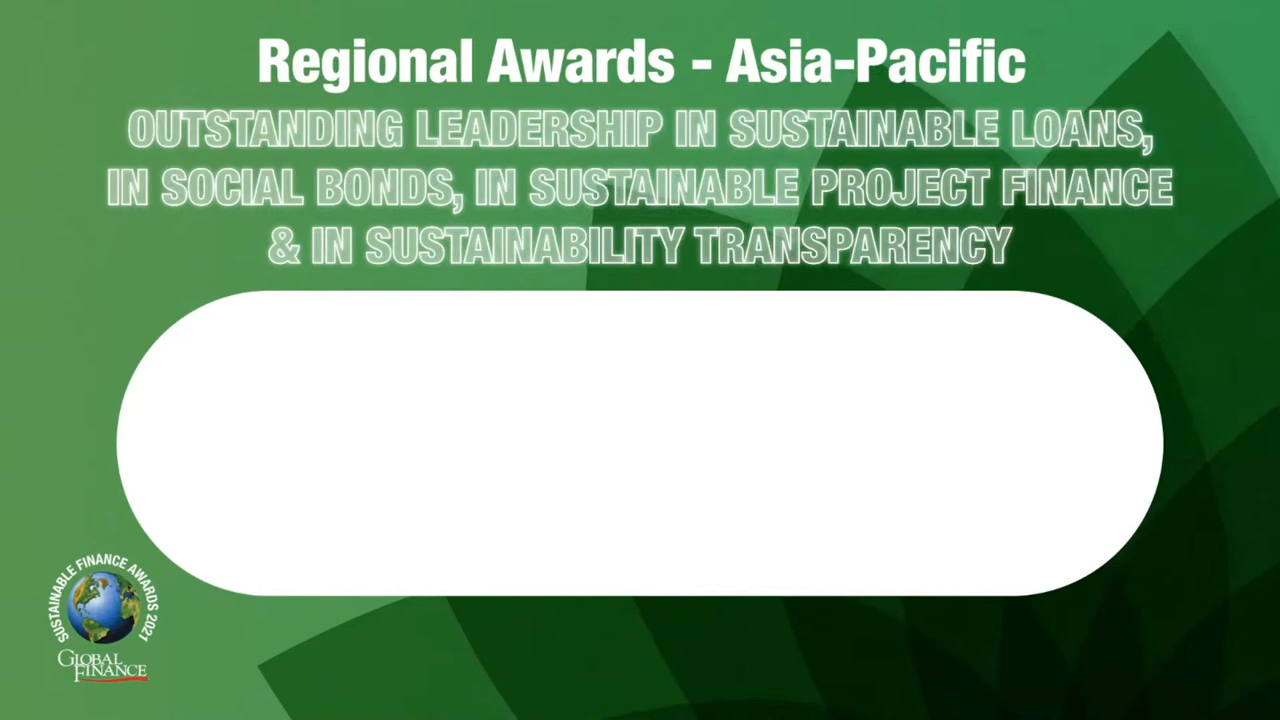 Regional Awards - Asia-Pacific
OUTSTANDING LEADERSHIP IN SUSTAINABLE LOANS,
IN SOCIAL BONDS, IN SUSTAINABLE PROJECT FINANCE
& IN SUSTAINABILITY TRANSPARENCY
SUSTAINABLE FINANCE AWARDS 2021
GLOBAL
FINANCE